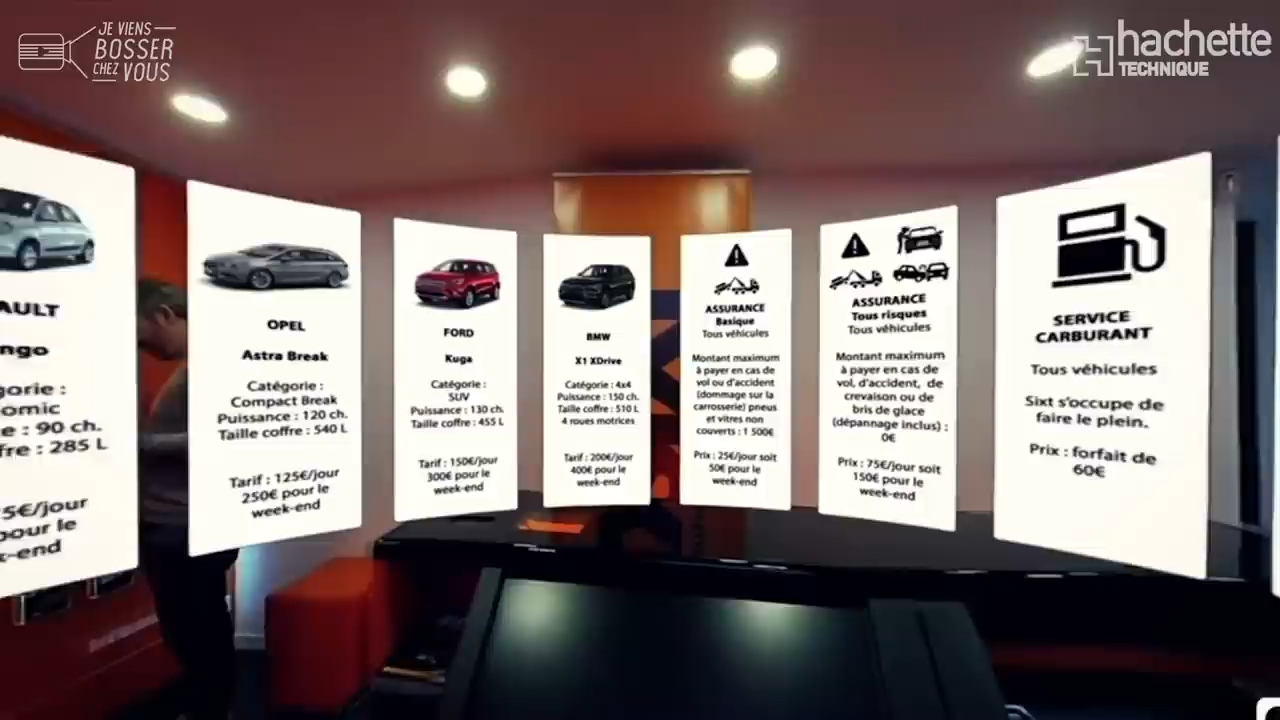 JE VIENS
BOSSER
CHEZ
VOUS
hachette
TECHNIQUE
AULT
ngo
gorie :
omic
e : 90 ch.
fre : 285 L
5€/jour
pour le
k-end
OPEL
Astra Break
Catégorie :
Compact Break
Puissance : 120 ch.
Taille coffre : 540 L
Tarif : 125€/jour
250€ pour le
week-end
FORD
Kuga
Catégorie :
SUV
Puissance : 130 ch.
Taille coffre : 455 L
Tarif : 150€/jour
300€ pour le
week-end
BMW
X1 XDrive
Catégorie : 4x4
Puissance : 150 ch.
Taille coffre : 510 L
4 roues motrices
Tarif : 200€/jour
400€ pour le
week-end
ASSURANCE
Basique
Tous véhicules
Montant maximum
à payer en cas de
vol ou d'accident
(dommage sur la
carrosserie) pneus
et vitres non
couverts : 1 500€
Prix : 25€/jour soit
50€ pour le
week-end
ASSURANCE
Tous risques
Tous véhicules
Montant maximum
à payer en cas de
vol, d'accident, de
crevaison ou de
bris de glace
(dépannage inclus) :
0€
Prix : 75€/jour soit
150€ pour le
week-end
SERVICE
CARBURANT
Tous véhicules
Sixt s'occupe de
faire le plein.
Prix : forfait de
60€